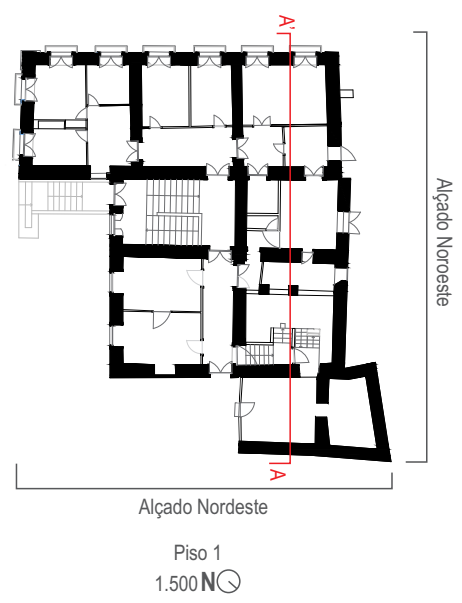 A'
Alçado Noroeste
A
Alçado Nordeste
Piso 1
1.500 N